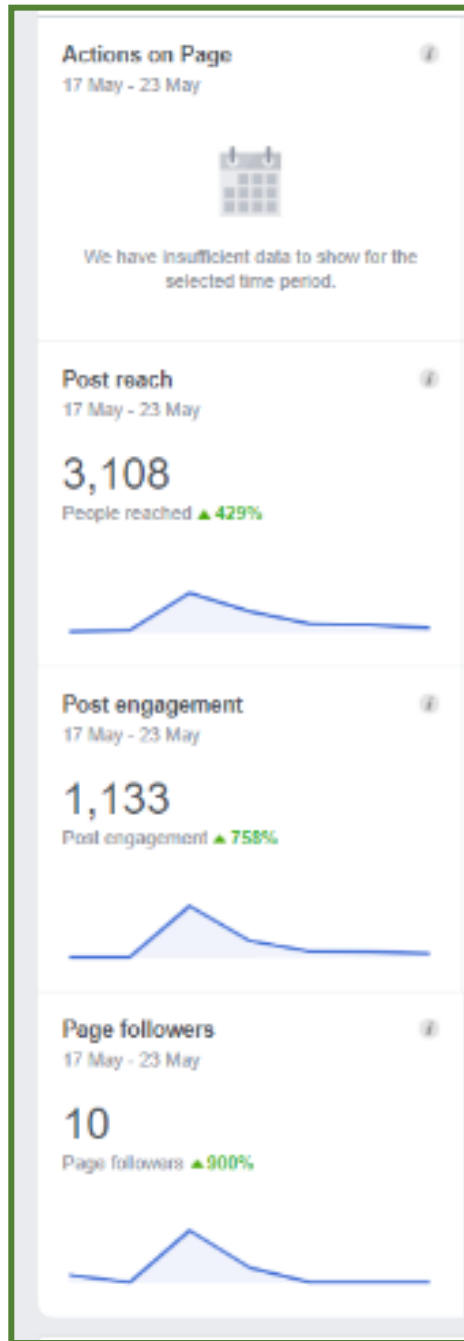 Actions on Page
17 May - 23 May
We have insufficient data to show for the
selected time period.
Post reach
17 May - 23 May
3,108
People reached ▲ 429%
Post engagement
17 May - 23 May
1,133
Post engagement ▲ 758%
Page followers
17 May - 23 May
10
Page followers ▲ 900%